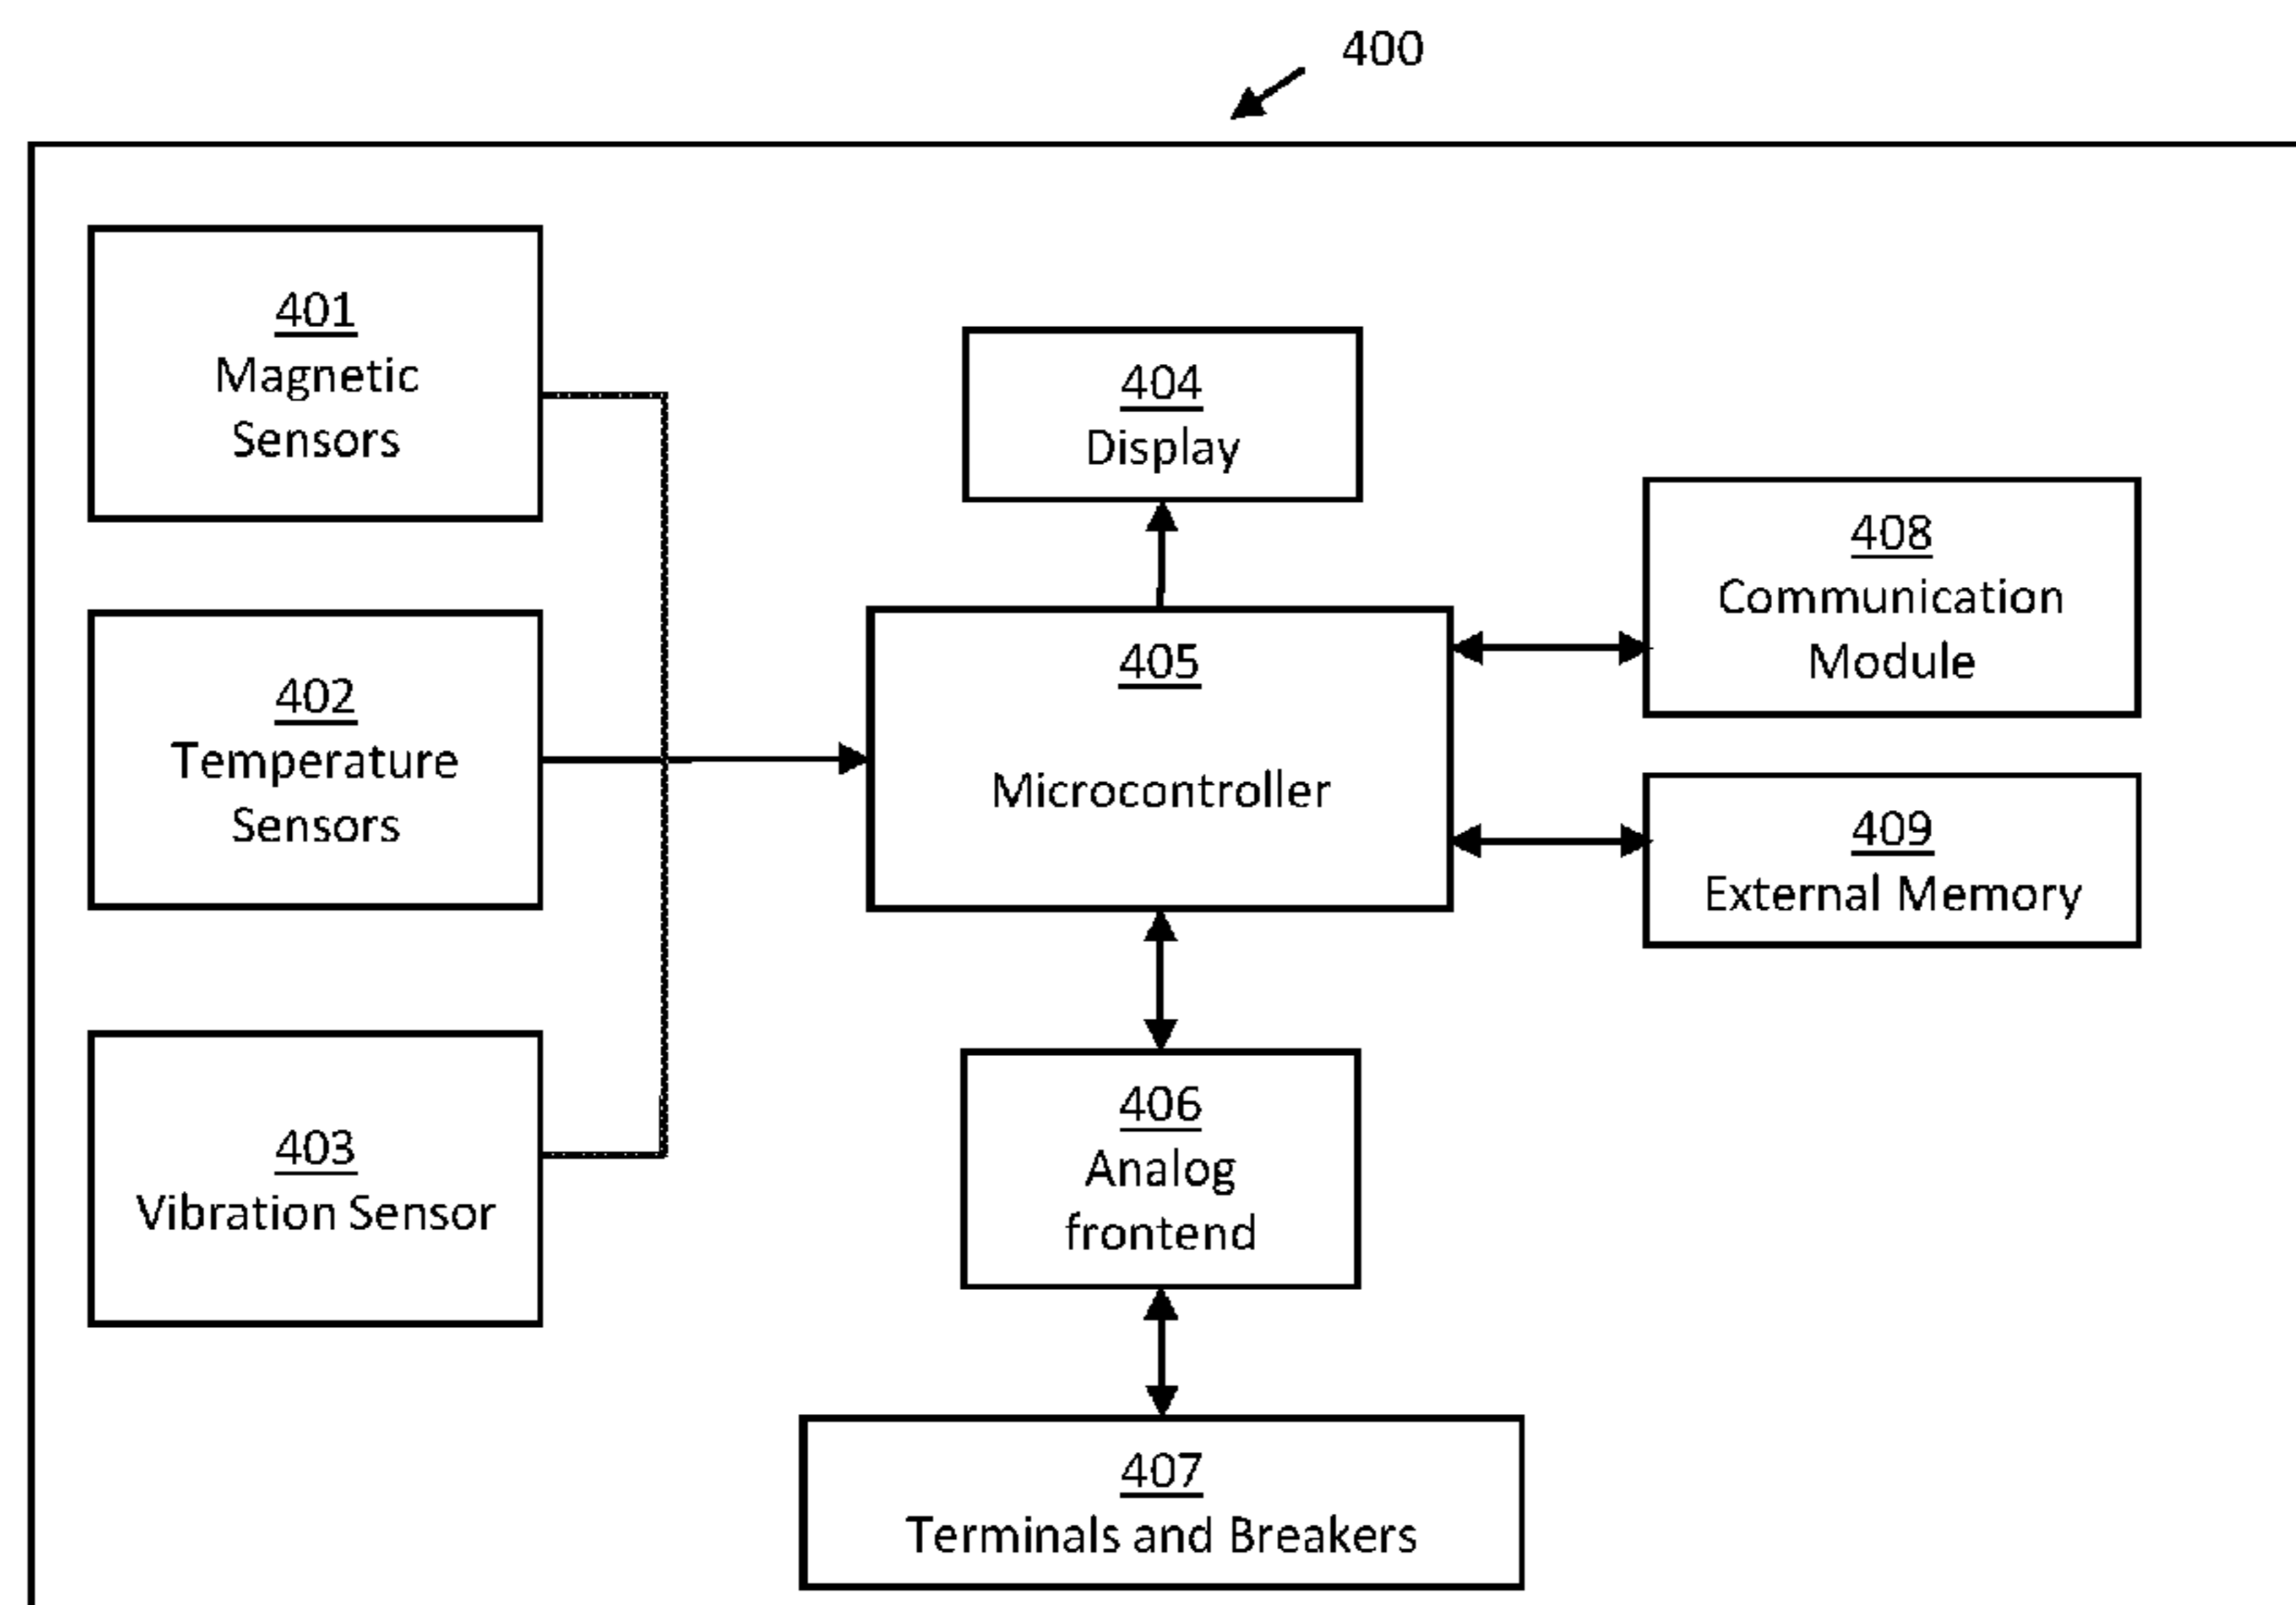 400
401
Magnetic
Sensors
402
Temperature
Sensors
403
Vibration Sensor
404
Display
405
Microcontroller
406
Analog
frontend
407
Terminals and Breakers
408
Communication
Module
409
External Memory